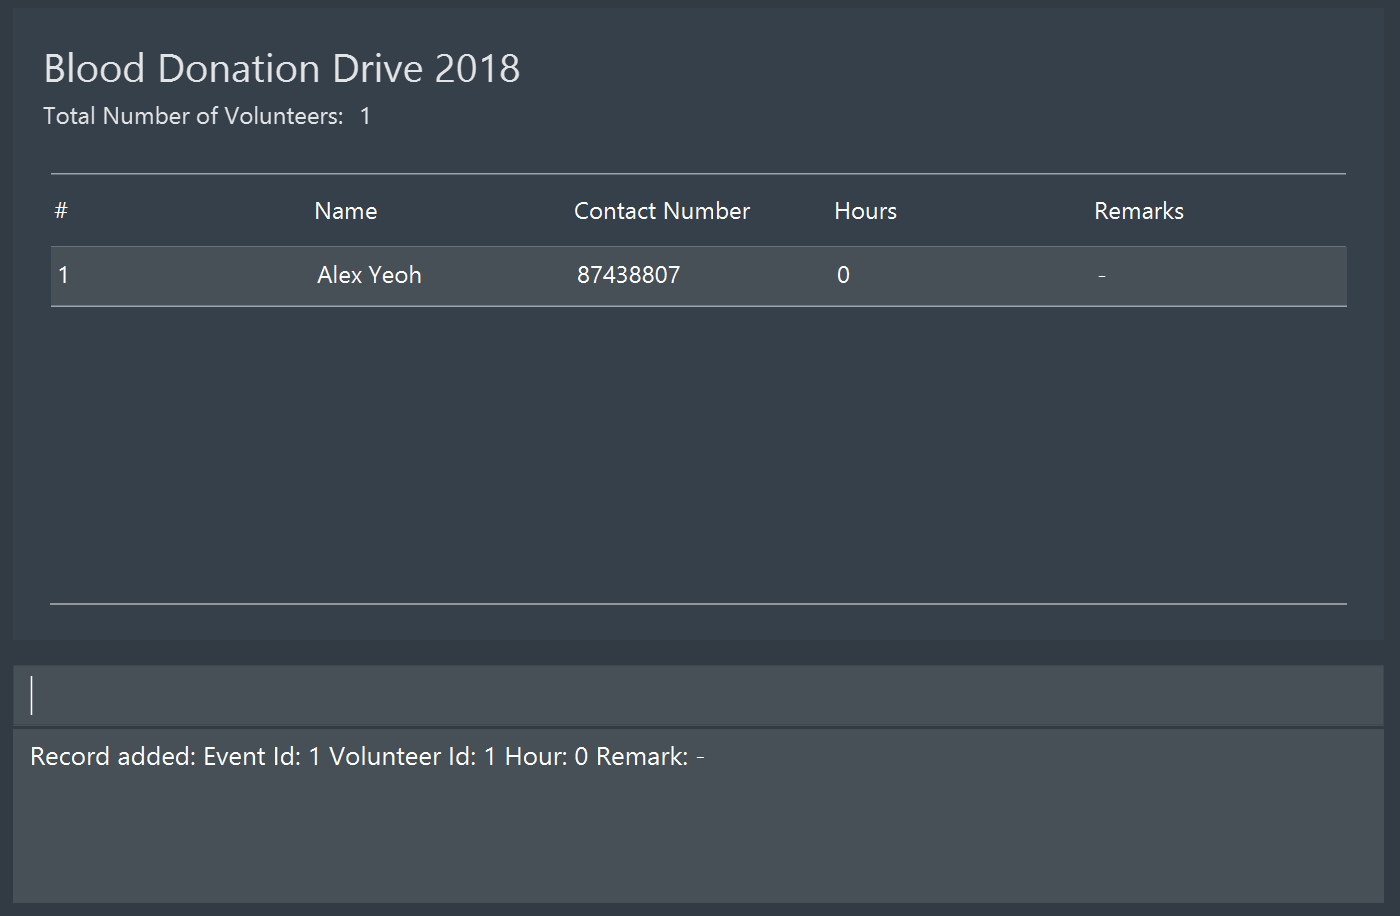 Blood Donation Drive 2018
Total Number of Volunteers: 1
# Name Contact Number Hours Remarks
1 Alex Yeoh 87438807 0 -
Record added: Event Id: 1 Volunteer Id: 1 Hour: 0 Remark: -